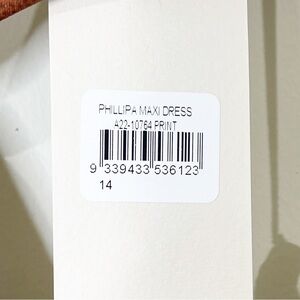 PHILLIPA MAXI DRESS
A22-10764 PRINT
9 339433 536123
14